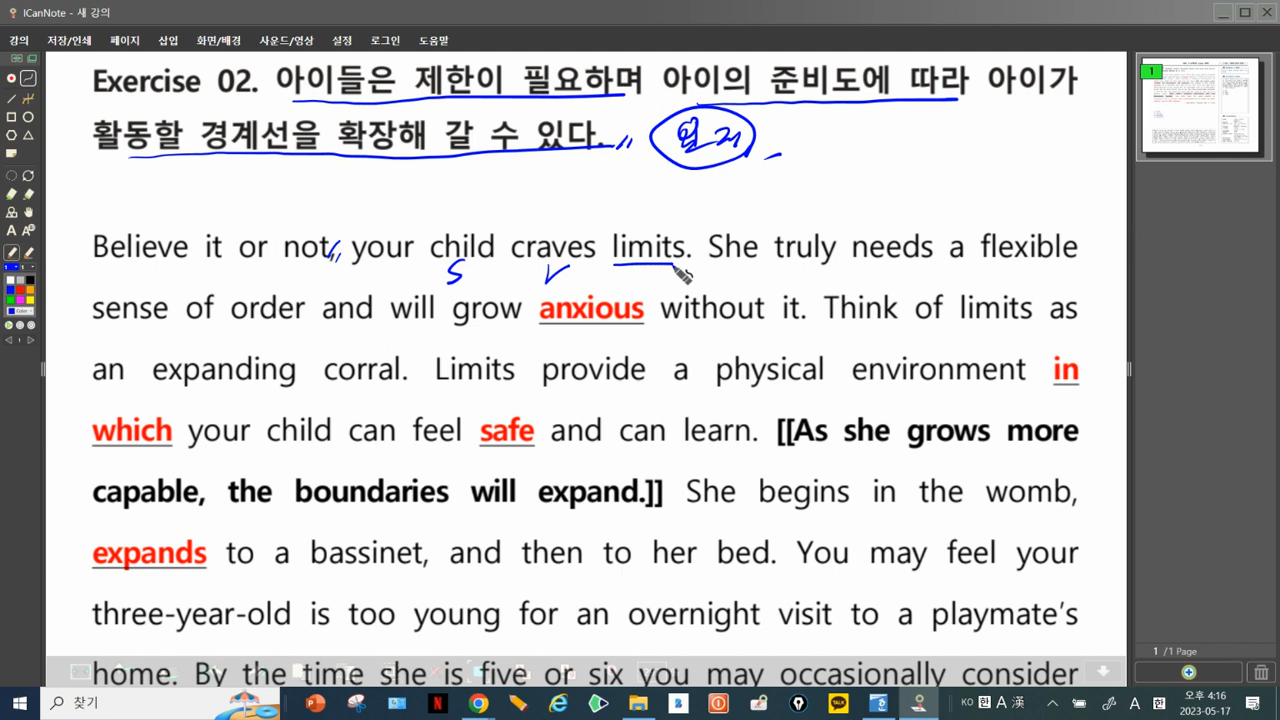 ICanNote - 새 강의
강의 저장/인쇄 페이지 삽입 화면/배경 사운드/영상 설정 로그인 도움말
Exercise 02. 아이들은 제한이 필요하며 아이의 준비도에 따라 아이가
활동할 경계선을 확장해 갈 수 있다.
Believe it or not, your child craves limits. She truly needs a flexible
S V
sense of order and will grow anxious without it. Think of limits as
an expanding corral. Limits provide a physical environment in
which your child can feel safe and can learn. [[As she grows more
capable, the boundaries will expand.]] She begins in the womb,
expands to a bassinet, and then to her bed. You may feel your
three-year-old is too young for an overnight visit to a playmate's
home. By the time she is five or six you may occasionally consider
1
1 /1 Page
찾기
KO 한 A 漢
A 한
오후 4:16
2023-05-17